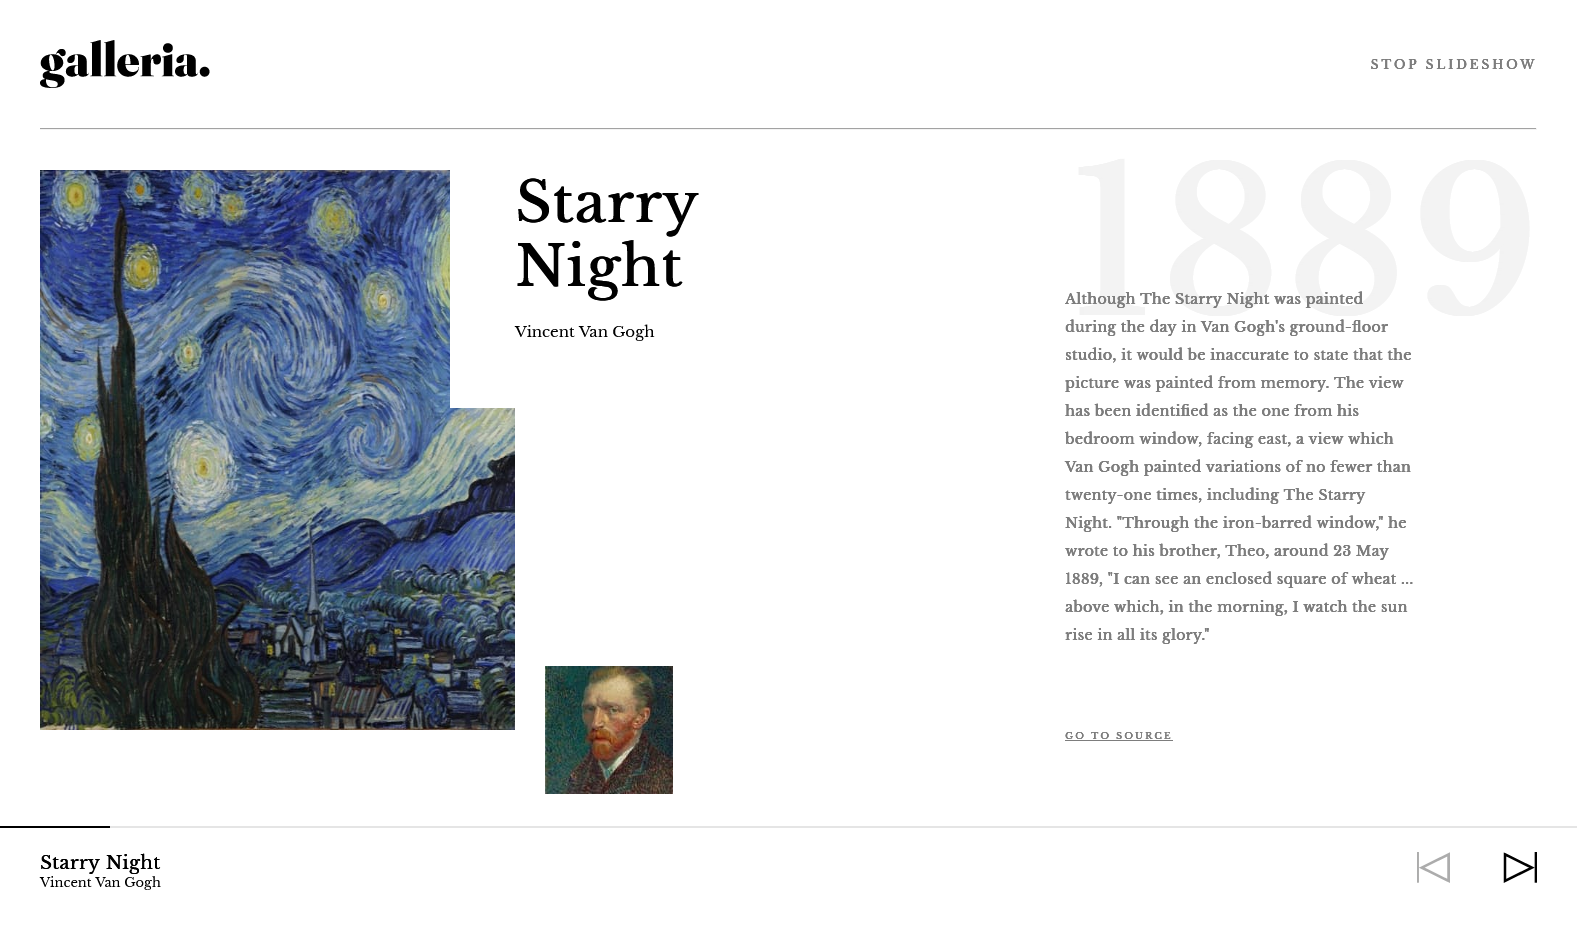 galleria.
STOP SLIDESHOW
Starry
Night
Vincent Van Gogh
1889
Although The Starry Night was painted
during the day in Van Gogh's ground-floor
studio, it would be inaccurate to state that the
picture was painted from memory. The view
has been identified as the one from his
bedroom window, facing east, a view which
Van Gogh painted variations of no fewer than
twenty-one times, including The Starry
Night. "Through the iron-barred window," he
wrote to his brother, Theo, around 23 May
1889, "I can see an enclosed square of wheat ...
above which, in the morning, I watch the sun
rise in all its glory."
GO TO SOURCE
Starry Night
Vincent Van Gogh